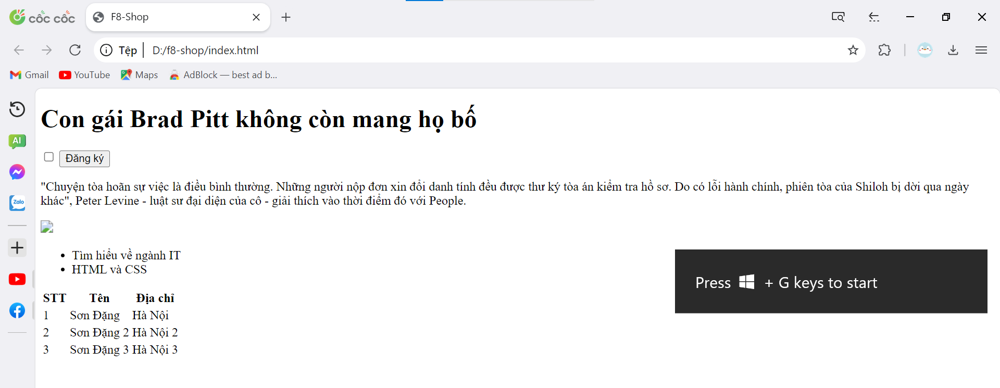 cốc cốc
F8-Shop
Tệp D:/f8-shop/index.html
Gmail YouTube Maps AdBlock — best ad b...
AI
Zalo
Con gái Brad Pitt không còn mang họ bố
Đăng ký
"Chuyện tòa hoãn sự việc là điều bình thường. Những người nộp đơn xin đổi danh tính đều được thư ký tòa án kiểm tra hồ sơ. Do có lỗi hành chính, phiên tòa của Shiloh bị dời qua ngày
khác", Peter Levine - luật sư đại diện của cô - giải thích vào thời điểm đó với People.
Tìm hiểu về ngành IT
HTML và CSS
STT Tên Địa chỉ
1 Sơn Đặng Hà Nội
2 Sơn Đặng 2 Hà Nội 2
3 Sơn Đặng 3 Hà Nội 3
Press + G keys to start